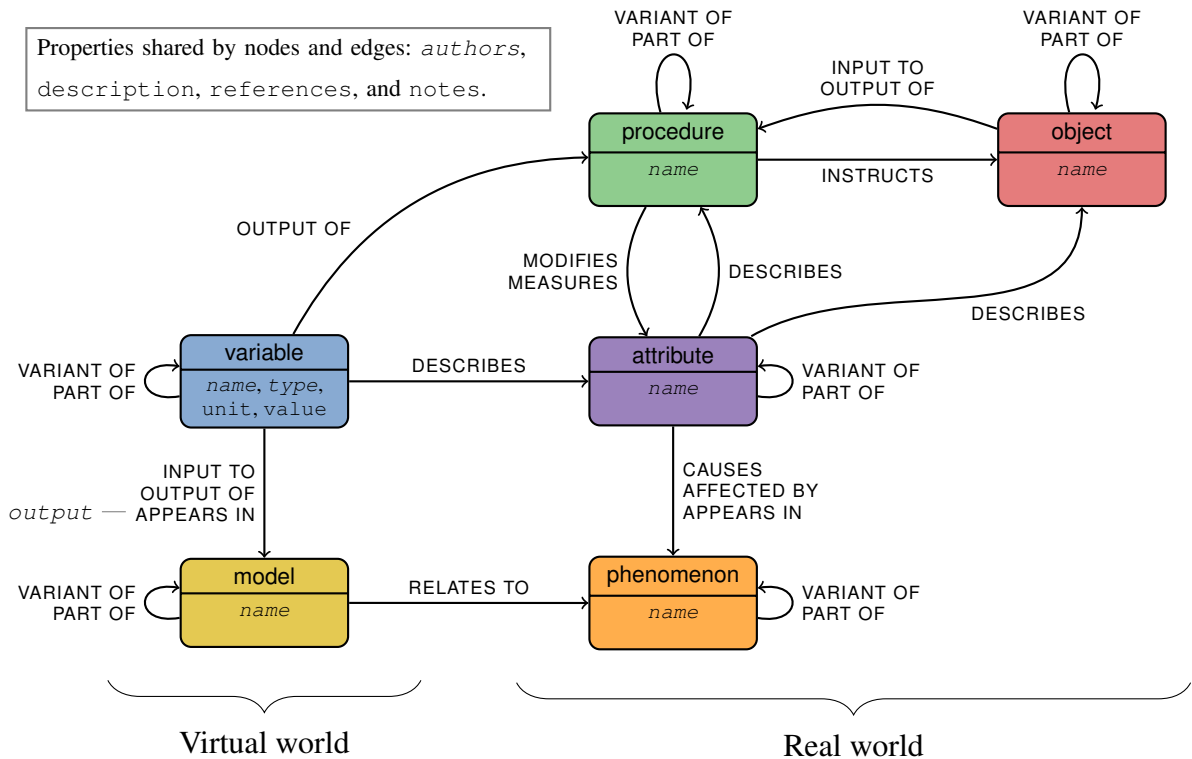 Properties shared by nodes and edges: authors,
description, references, and notes.
VARIANT OF
PART OF
VARIANT OF
PART OF
INPUT TO
OUTPUT OF
procedure
name
object
name
INSTRUCTS
OUTPUT OF
MODIFIES
MEASURES
DESCRIBES
DESCRIBES
VARIANT OF
PART OF
variable
name, type,
unit, value
DESCRIBES
attribute
name
VARIANT OF
PART OF
INPUT TO
OUTPUT OF
APPEARS IN
output
CAUSES
AFFECTED BY
APPEARS IN
VARIANT OF
PART OF
model
name
RELATES TO
phenomenon
name
VARIANT OF
PART OF
Virtual world
Real world